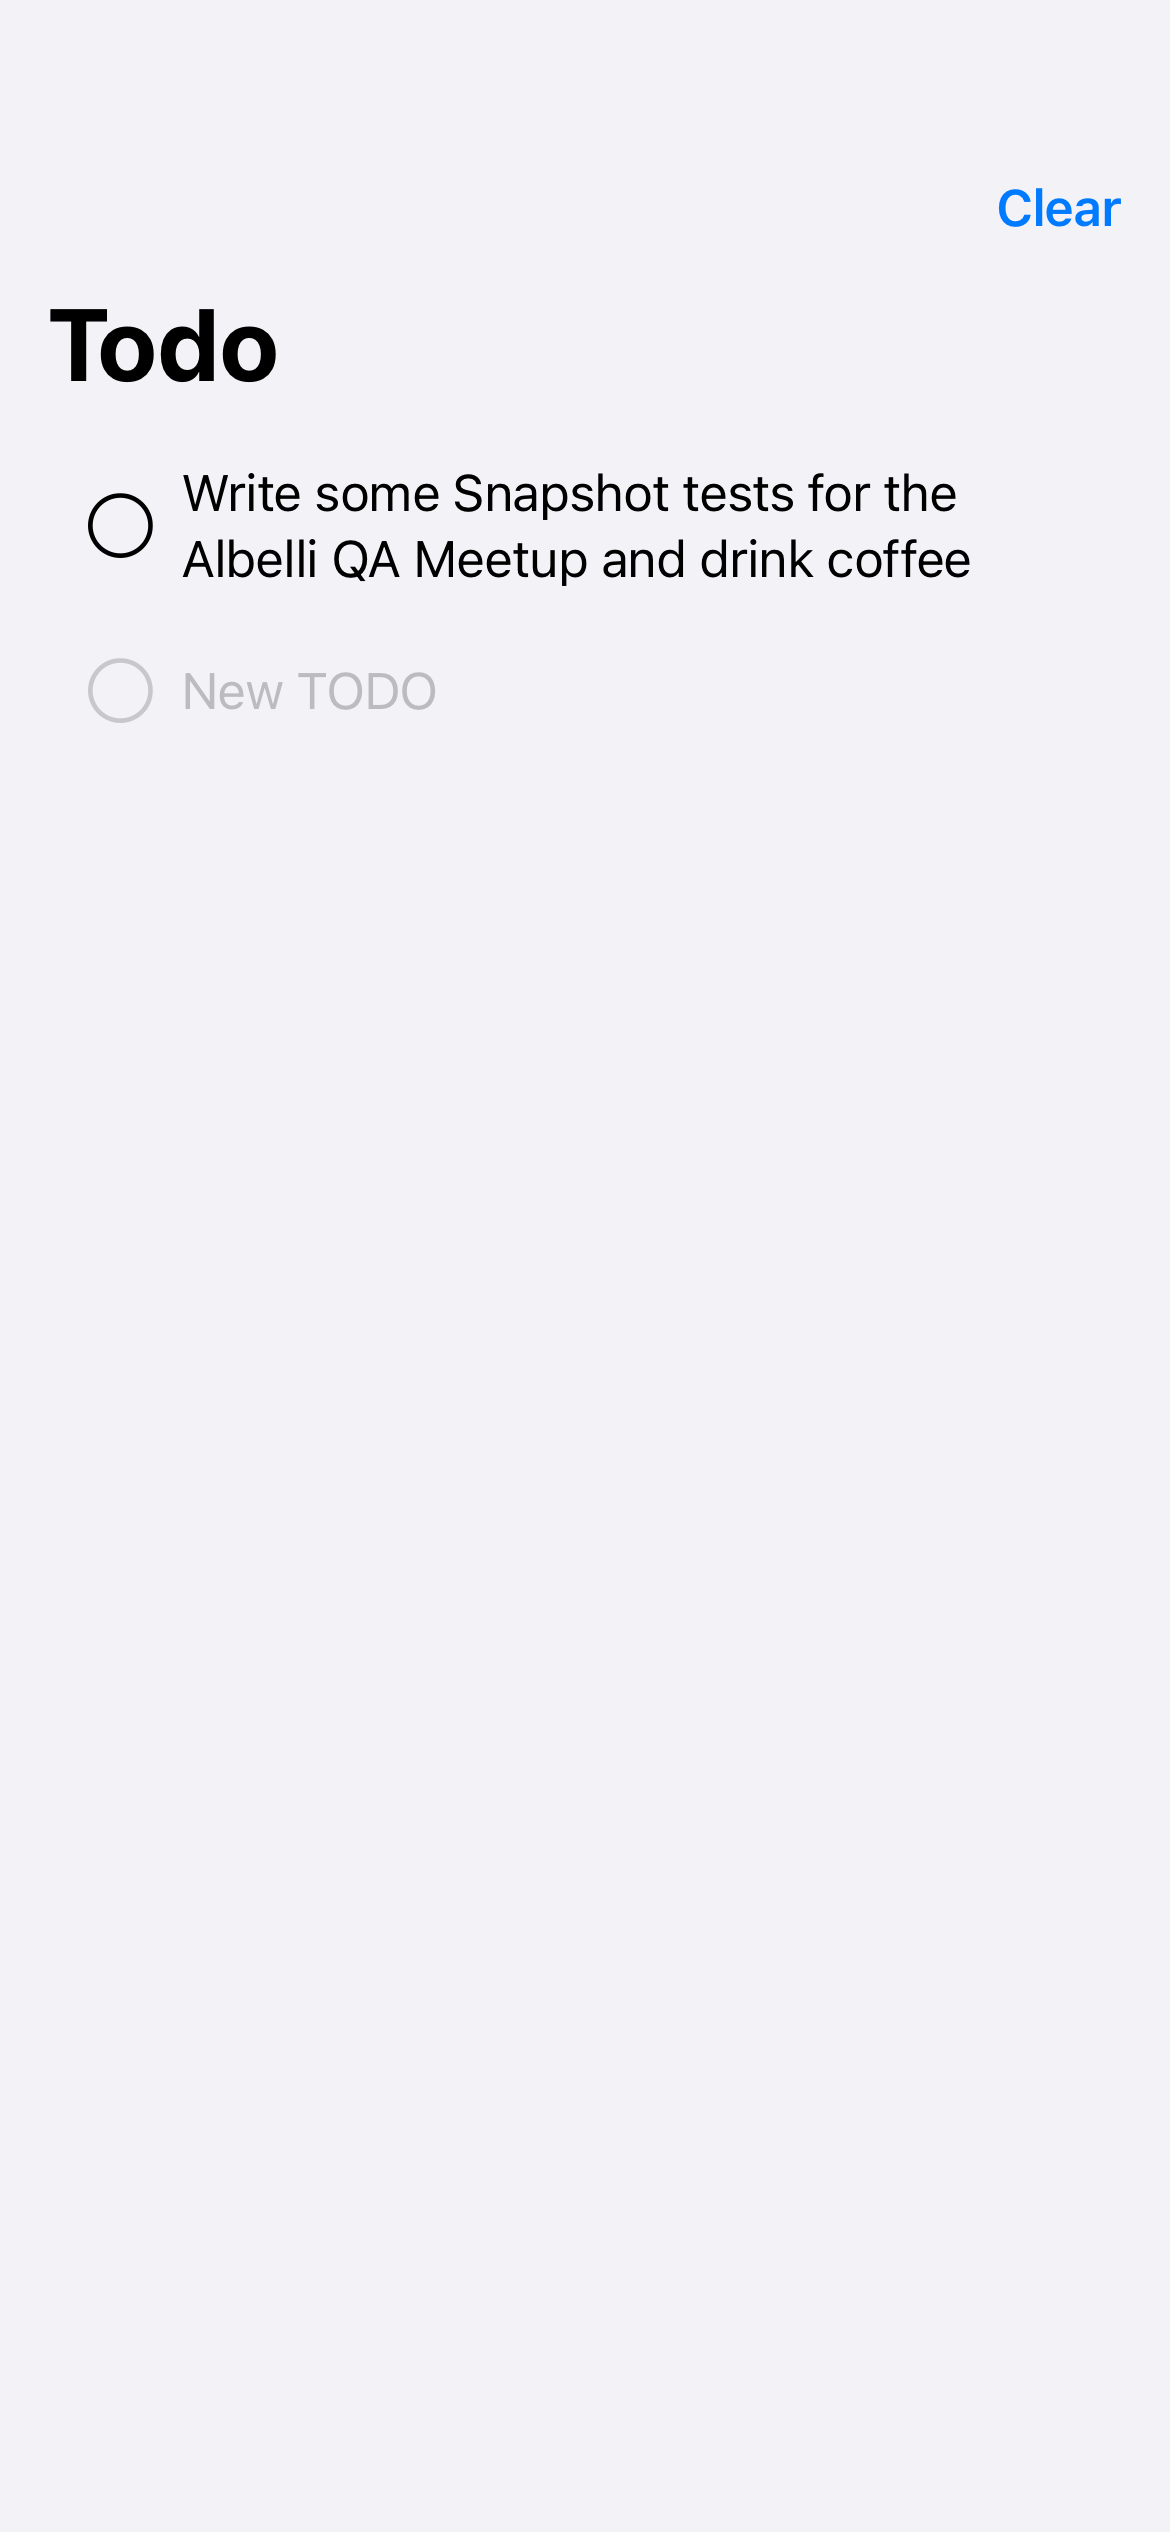 Clear
Todo
Write some Snapshot tests for the
Albelli QA Meetup and drink coffee
New TODO